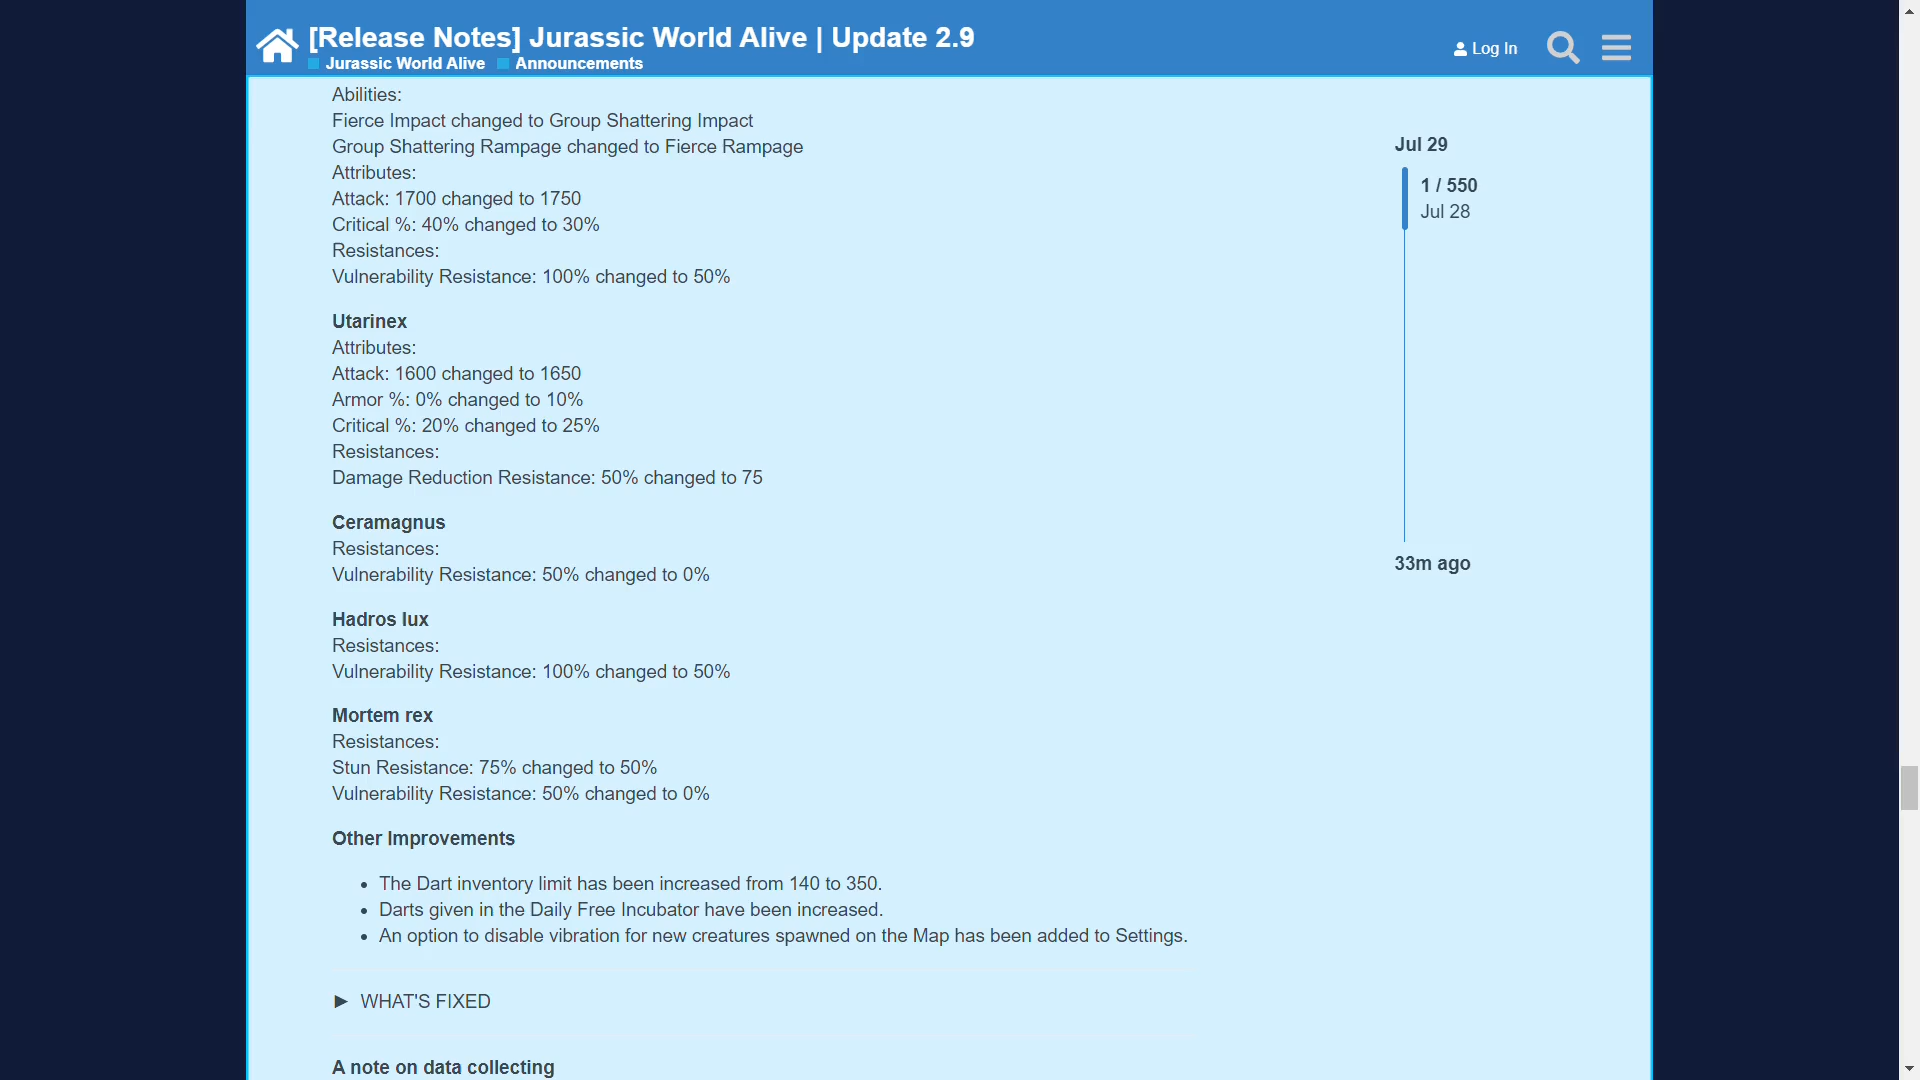 [Release Notes] Jurassic World Alive | Update 2.9
Jurassic World Alive Announcements
Log In
Abilities:
Fierce Impact changed to Group Shattering Impact
Group Shattering Rampage changed to Fierce Rampage
Attributes:
Attack: 1700 changed to 1750
Critical %: 40% changed to 30%
Resistances:
Vulnerability Resistance: 100% changed to 50%
Utarinex
Attributes:
Attack: 1600 changed to 1650
Armor %: 0% changed to 10%
Critical %: 20% changed to 25%
Resistances:
Damage Reduction Resistance: 50% changed to 75
Ceramagnus
Resistances:
Vulnerability Resistance: 50% changed to 0%
Hadros lux
Resistances:
Vulnerability Resistance: 100% changed to 50%
Mortem rex
Resistances:
Stun Resistance: 75% changed to 50%
Vulnerability Resistance: 50% changed to 0%
Other Improvements
• The Dart inventory limit has been increased from 140 to 350.
• Darts given in the Daily Free Incubator have been increased.
• An option to disable vibration for new creatures spawned on the Map has been added to Settings.
► WHAT'S FIXED
A note on data collecting
Jul 29
1 / 550
Jul 28
33m ago